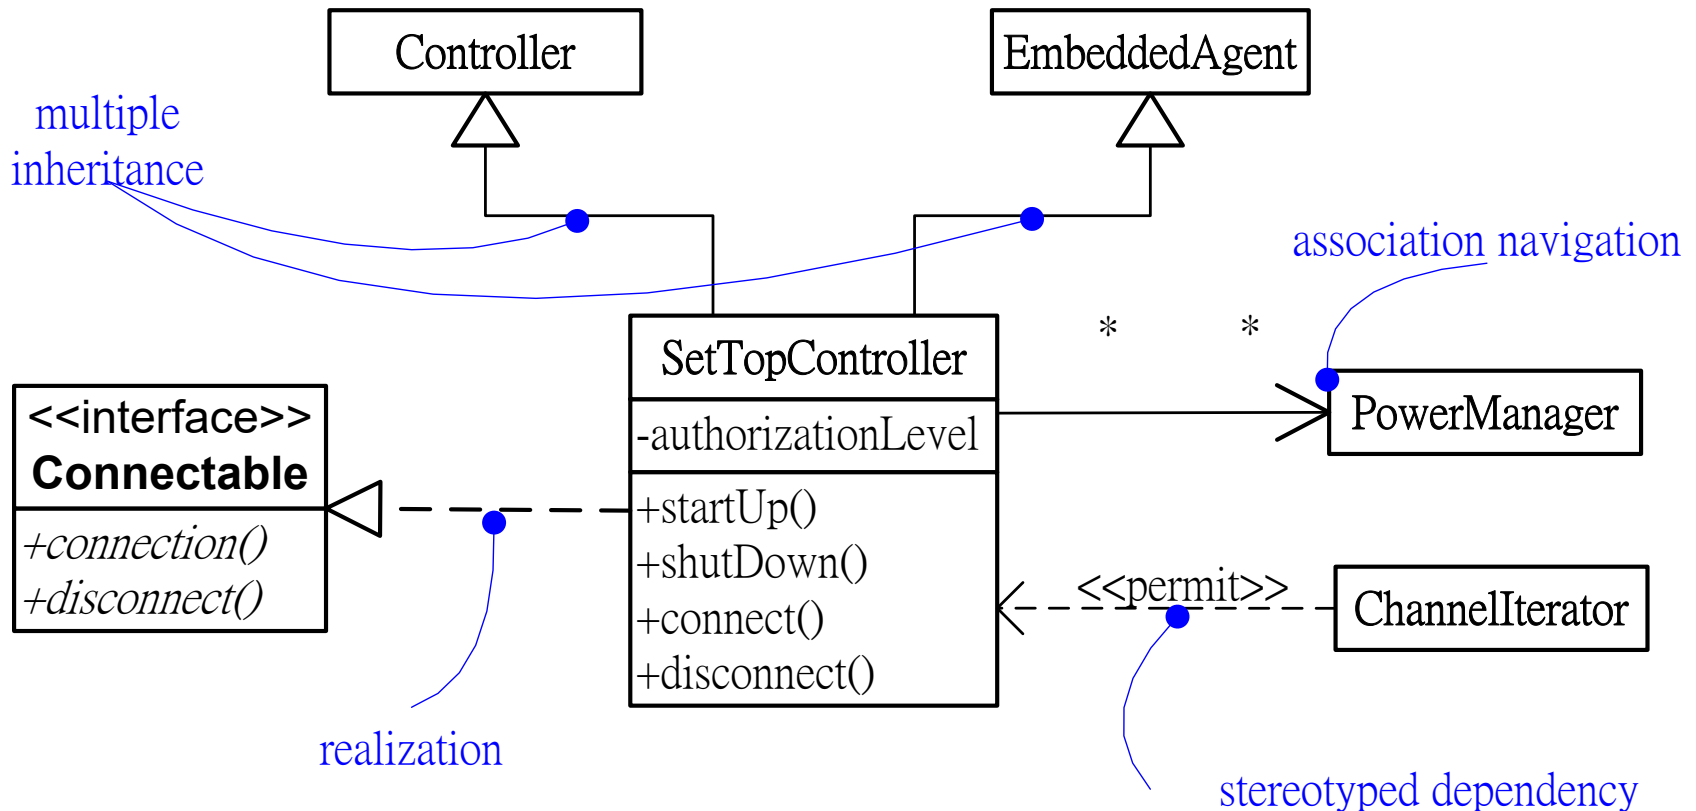 Controller
EmbeddedAgent
multiple
inheritance
association navigation
* *
SetTopController
-authorizationLevel
+startUp()
+shutDown()
+connect()
+disconnect()
<<interface>>
Connectable
+connection()
+disconnect()
PowerManager
<<permit>>
ChannelIterator
realization
stereotyped dependency